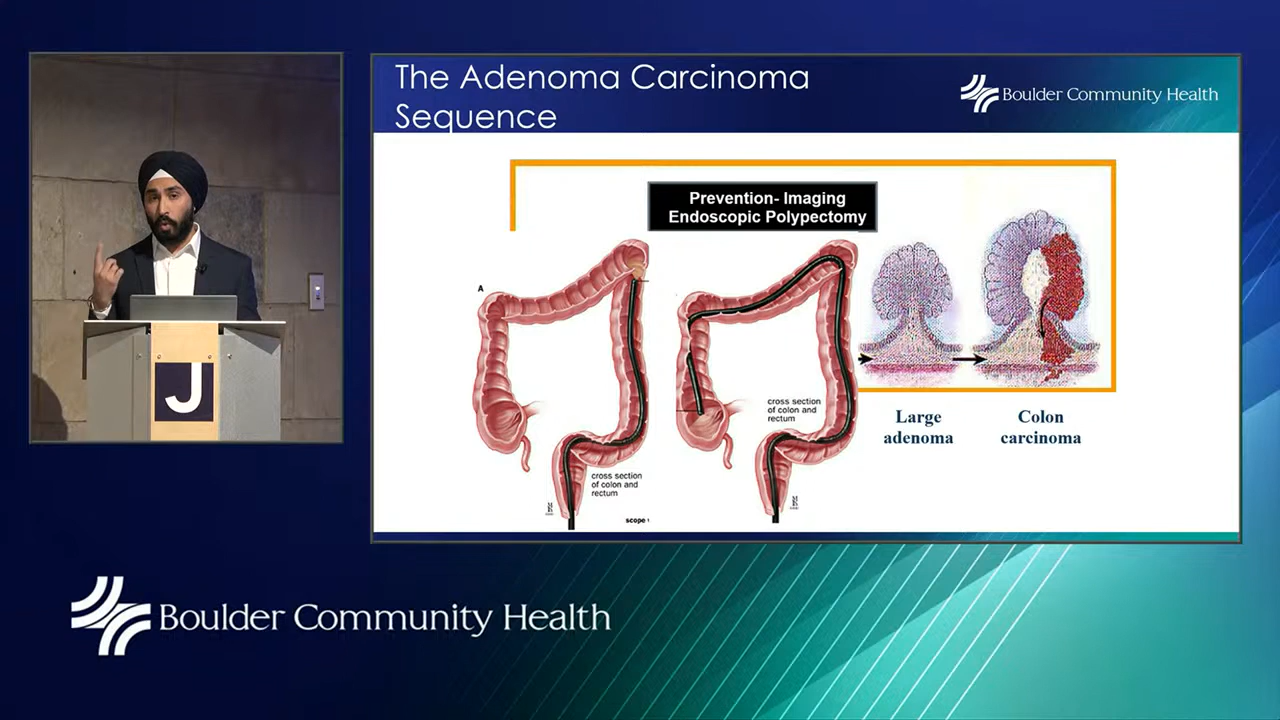 The Adenoma Carcinoma
Sequence
Boulder Community Health
Prevention- Imaging
Endoscopic Polypectomy
A
cross section
of colon and
rectum
scope
cross section
of colon and
rectum
Large
adenoma
Colon
carcinoma
J
Boulder Community Health